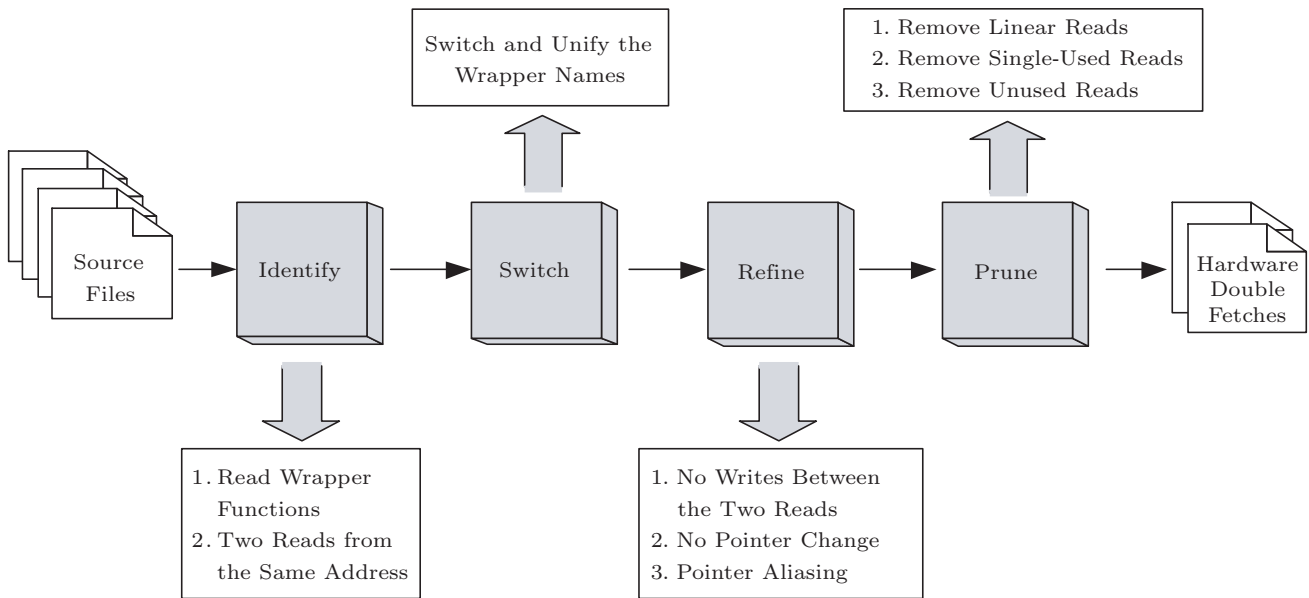 Switch and Unify the
Wrapper Names
1. Remove Linear Reads
2. Remove Single-Used Reads
3. Remove Unused Reads
Source
Files
Identify
Switch
Refine
Prune
Hardware
Double
Fetches
1. Read Wrapper
Functions
2. Two Reads from
the Same Address
1. No Writes Between
the Two Reads
2. No Pointer Change
3. Pointer Aliasing